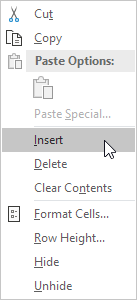 Cut
Copy
Paste Options:
Paste Special...
Insert
Delete
Clear Contents
Format Cells...
Row Height...
Hide
Unhide